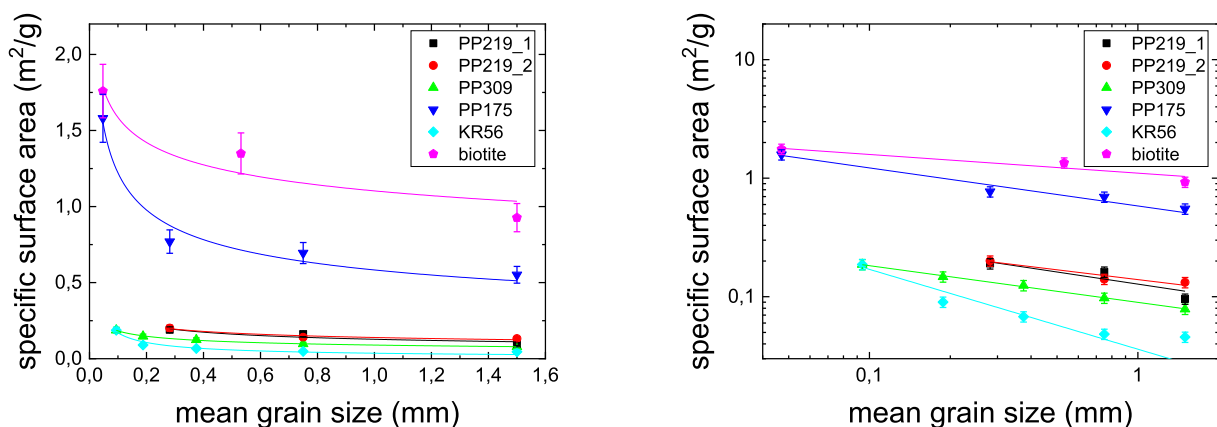 2,0
1,5
1,0
0,5
0,0
specific surface area (m²/g)
0,0 0,2 0,4 0,6 0,8 1,0 1,2 1,4 1,6
mean grain size (mm)
PP219_1
PP219_2
PP309
PP175
KR56
biotite
10
1
0,1
specific surface area (m²/g)
0,1 1
mean grain size (mm)
PP219_1
PP219_2
PP309
PP175
KR56
biotite